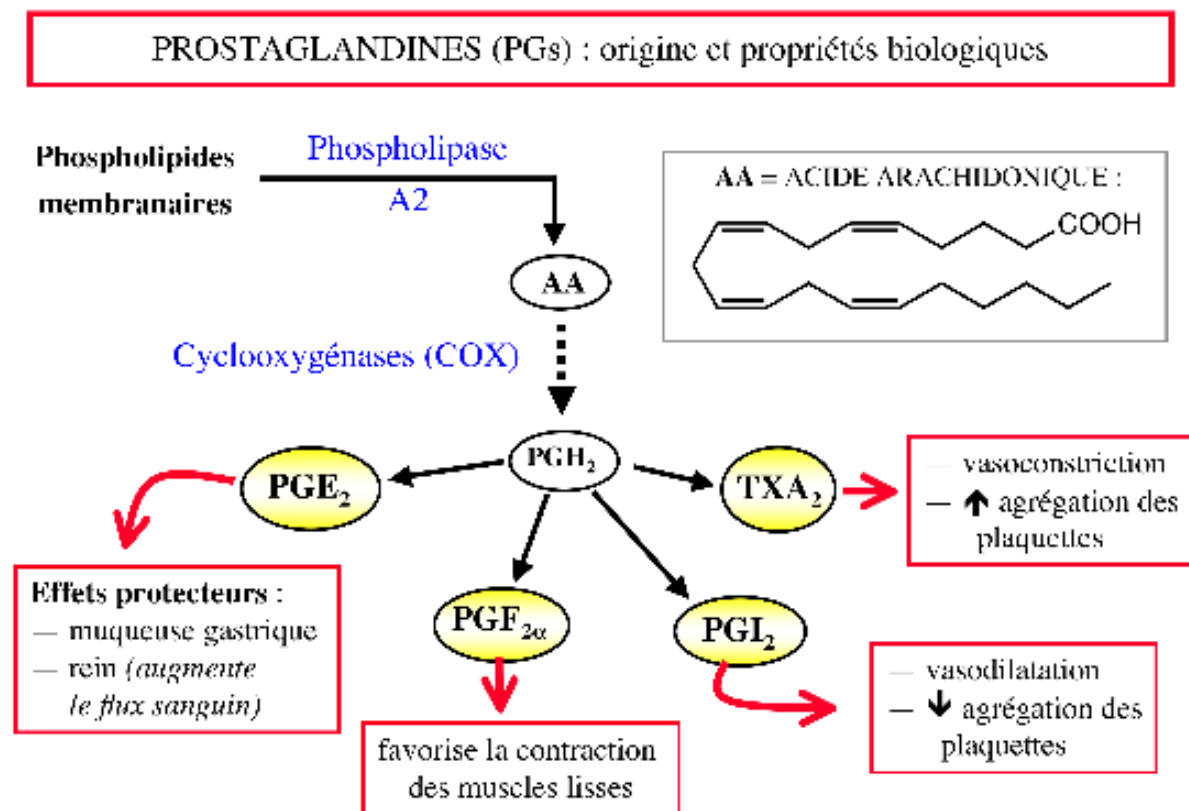 PROSTAGLANDINES (PGs) : origine et propriétés biologiques
Phospholipides
membranaires
Phospholipase
A2
AA = ACIDE ARACHIDONIQUE :
COOH
AA
Cyclooxygénases (COX)
PGH2
PGE2
TXA2
— vasoconstriction
— ↑ agrégation des
plaquettes
Effets protecteurs :
— muqueuse gastrique
— rein (augmente
le flux sanguin)
PGF2α
PGI2
— vasodilatation
— ↓ agrégation des
plaquettes
favorise la contraction
des muscles lisses